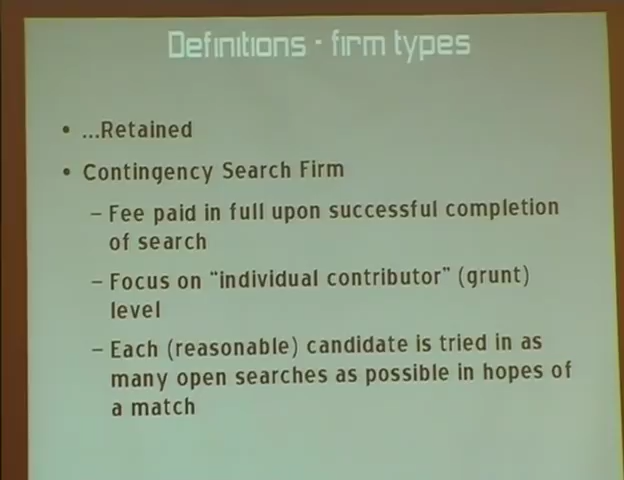 Definitions - firm types
• ...Retained
• Contingency Search Firm
– Fee paid in full upon successful completion
of search
– Focus on "individual contributor" (grunt)
level
– Each (reasonable) candidate is tried in as
many open searches as possible in hopes of
a match